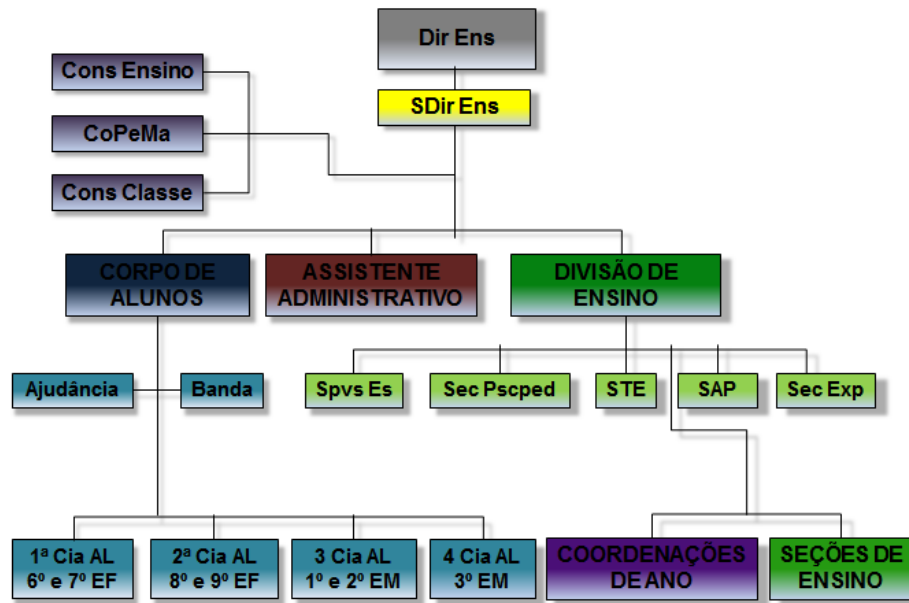 Dir Ens
Cons Ensino
SDir Ens
CoPeMa
Cons Classe
CORPO DE
ALUNOS
ASSISTENTE
ADMINISTRATIVO
DIVISÃO DE
ENSINO
Ajudância
Banda
Spvs Es
Sec Pscped
STE
SAP
Sec Exp
1ª Cia AL
6º e 7º EF
2ª Cia AL
8º e 9º EF
3 Cia AL
1º e 2º EM
4 Cia AL
3º EM
COORDENAÇÕES
DE ANO
SEÇÕES DE
ENSINO